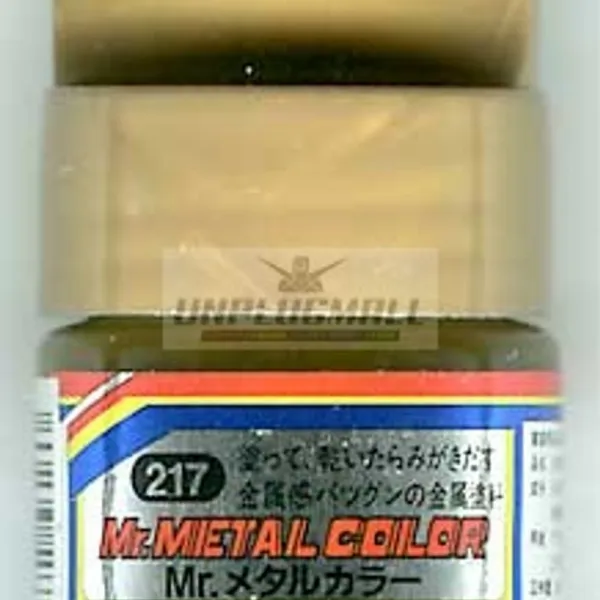 UNPLUGMALL
217
塗って、乾いたらみがきだす
金属感バツグンの金属塗料
Mr.METAL COLOR
Mr.メタルカラー